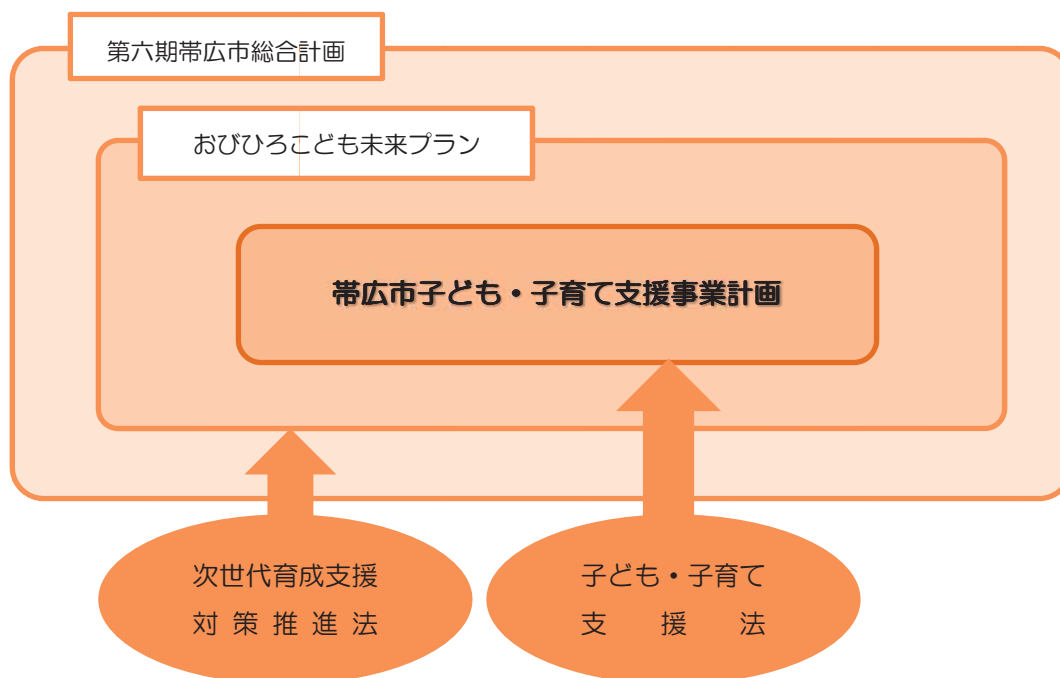 第六期帯広市総合計画
おびひろこども未来プラン
帯広市子ども・子育て支援事業計画
次世代育成支援
対策推進法
子ども・子育て
支援法